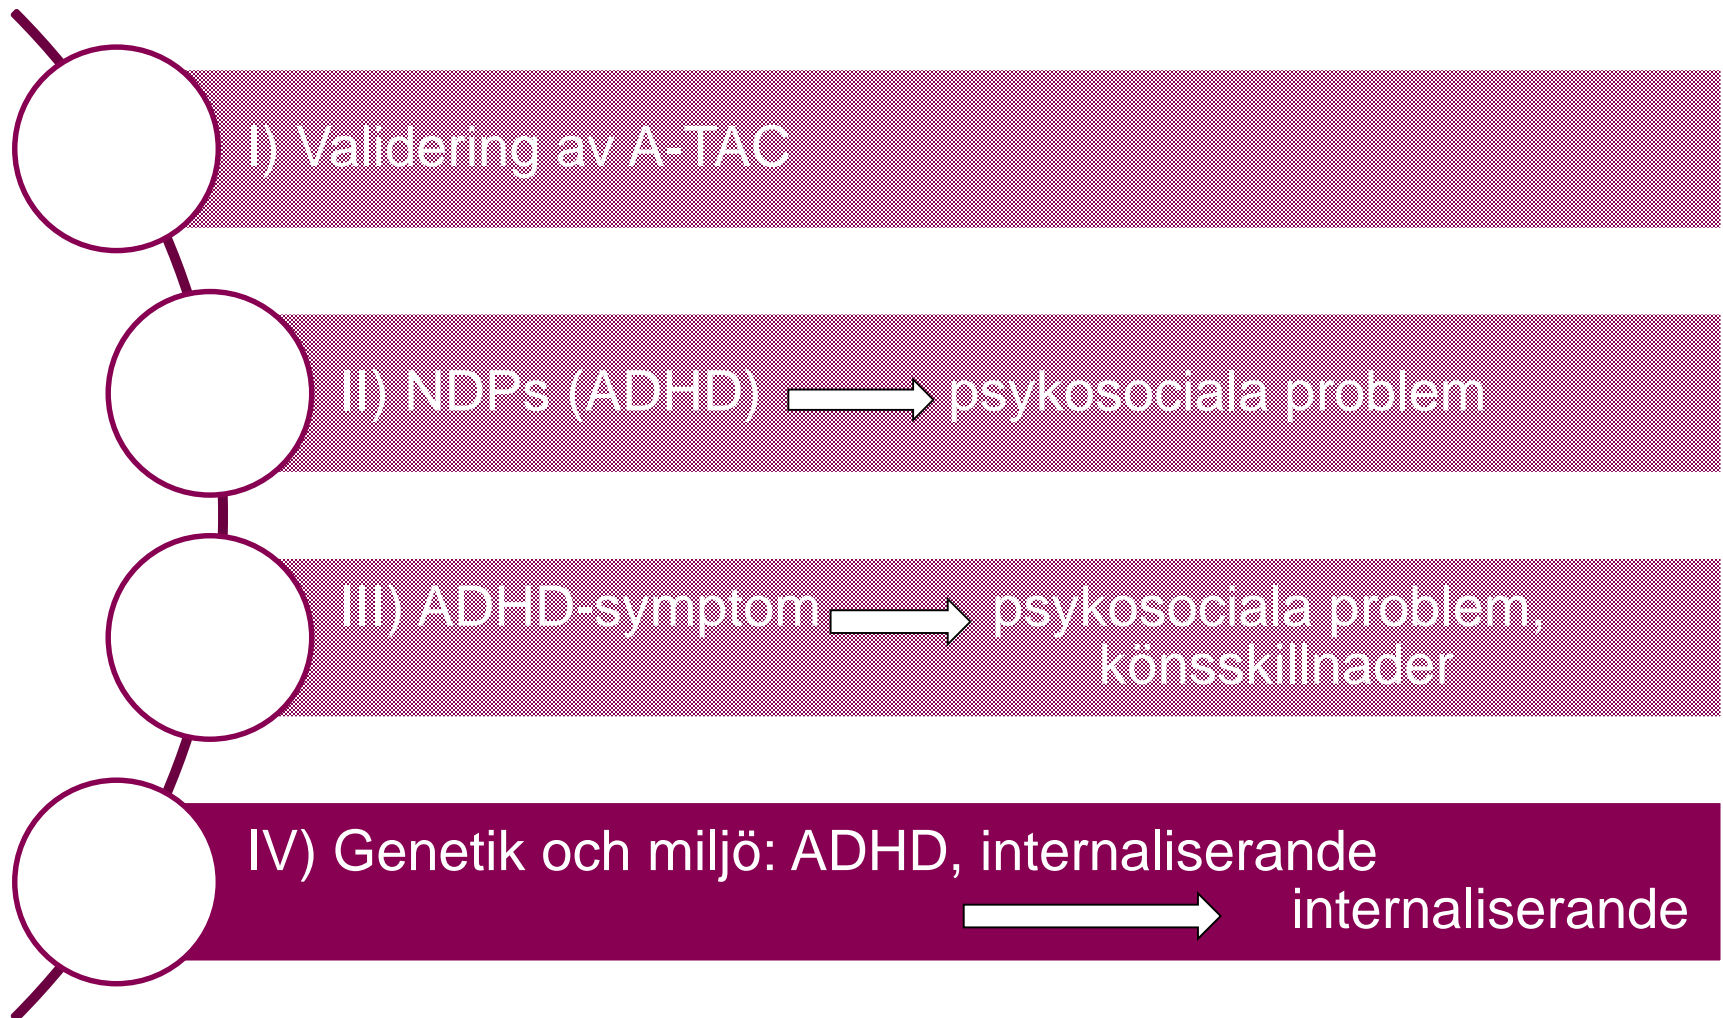 I) Validering av A-TAC
II) NDPs (ADHD) psykosociala problem
III) ADHD-symptom psykosociala problem,
könsskillnader
IV) Genetik och miljö: ADHD, internaliserande
internaliserande